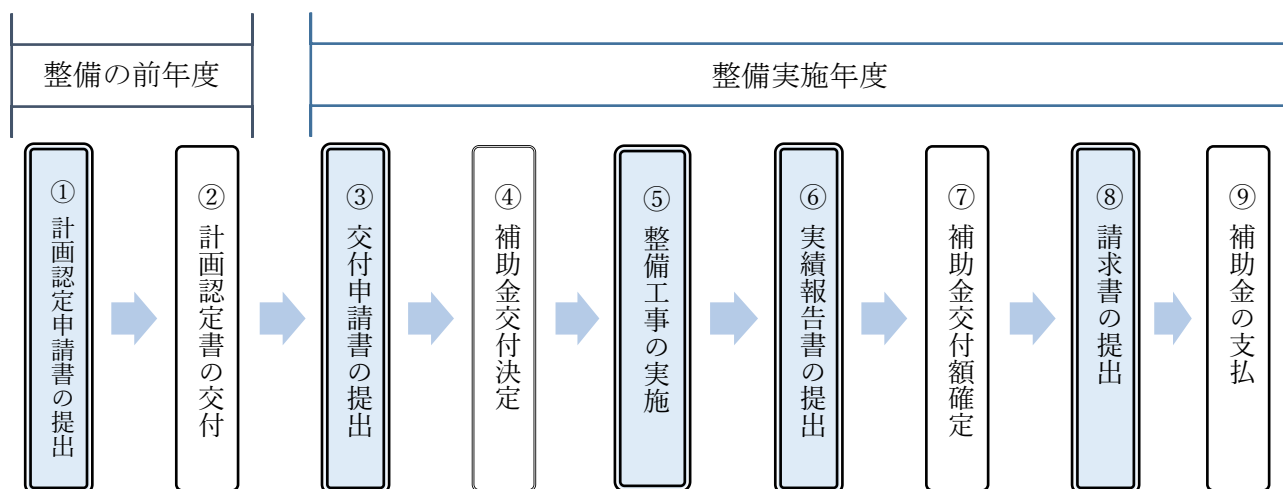 整備の前年度
整備実施年度
① 計画認定申請書の提出
② 計画認定書の交付
③ 交付申請書の提出
④ 補助金交付決定
⑤ 整備工事の実施
⑥ 実績報告書の提出
⑦ 補助金交付額確定
⑧ 請求書の提出
⑨ 補助金の支払